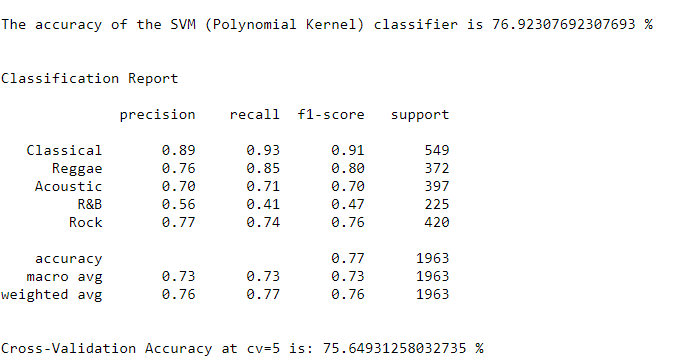 The accuracy of the SVM (Polynomial Kernel) classifier is 76.92307692307693 %
Classification Report
precision recall f1-score support
Classical 0.89 0.93 0.91 549
Reggae 0.76 0.85 0.80 372
Acoustic 0.70 0.71 0.70 397
R&B 0.56 0.41 0.47 225
Rock 0.77 0.74 0.76 420
accuracy 0.77 1963
macro avg 0.73 0.73 0.73 1963
weighted avg 0.76 0.77 0.76 1963
Cross-Validation Accuracy at cv=5 is: 75.64931258032735 %